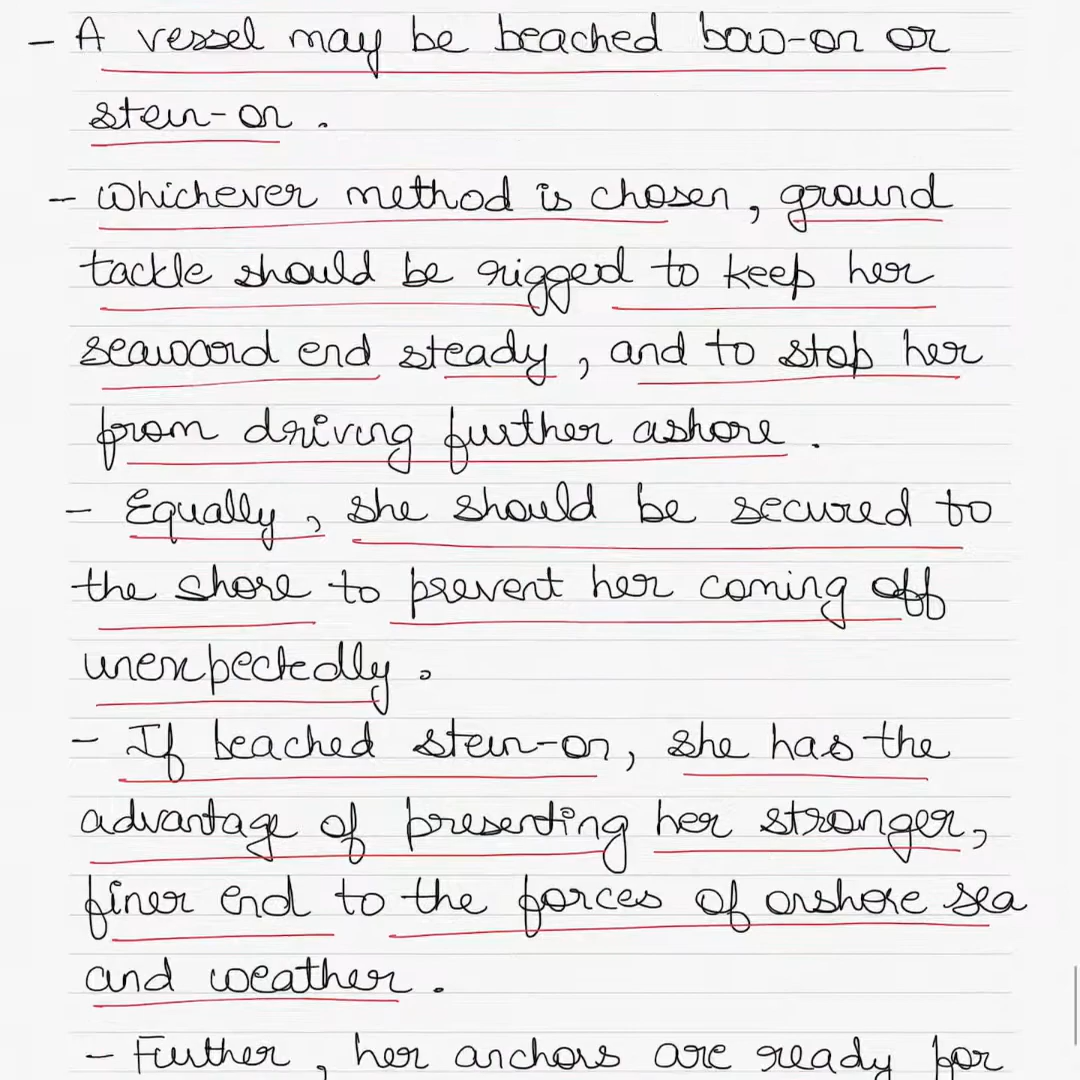 - A vessel may be beached bow-on or
stern-on.
- Whichever method is chosen, ground
tackle should be rigged to keep her
seaward end steady, and to stop her
from driving further ashore.
- Equally, she should be secured to
the shore to prevent her coming off
unexpectedly.
- If beached stern-on, she has the
advantage of presenting her stronger,
finer end to the forces of onshore sea
and weather.
- Further, her anchors are ready for